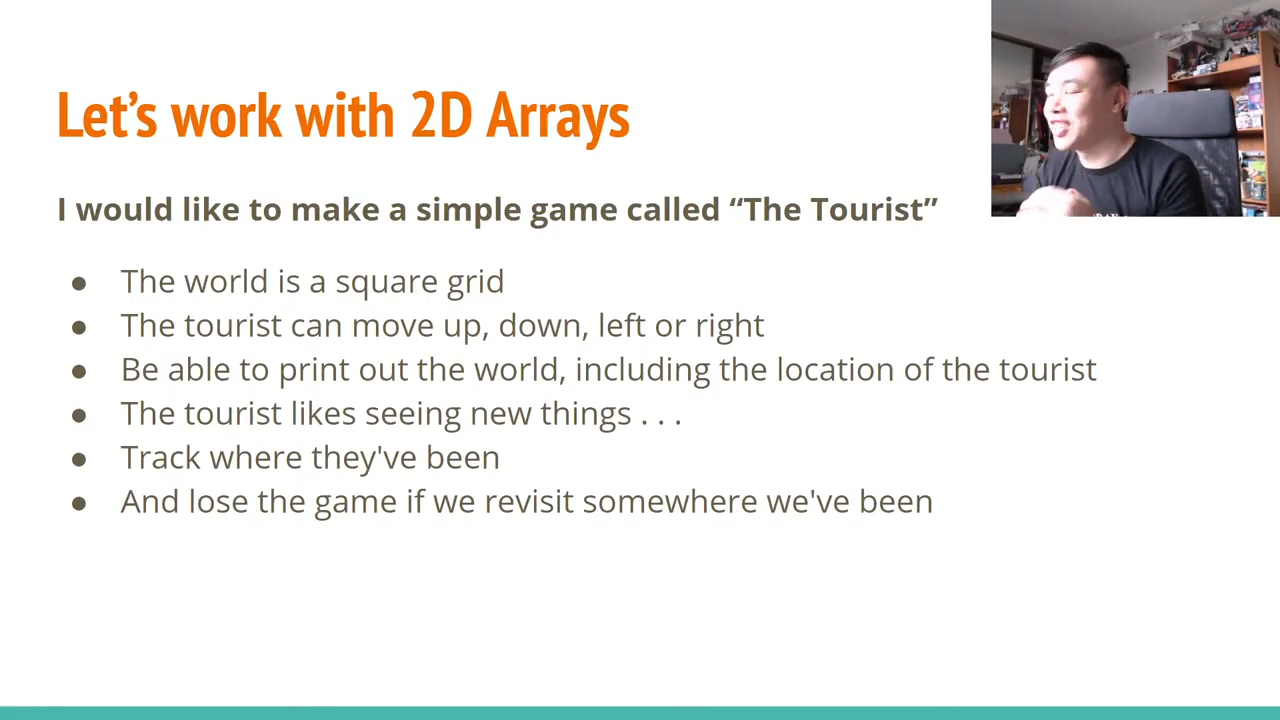 Let’s work with 2D Arrays
I would like to make a simple game called “The Tourist”
● The world is a square grid
● The tourist can move up, down, left or right
● Be able to print out the world, including the location of the tourist
● The tourist likes seeing new things . . .
● Track where they've been
● And lose the game if we revisit somewhere we've been